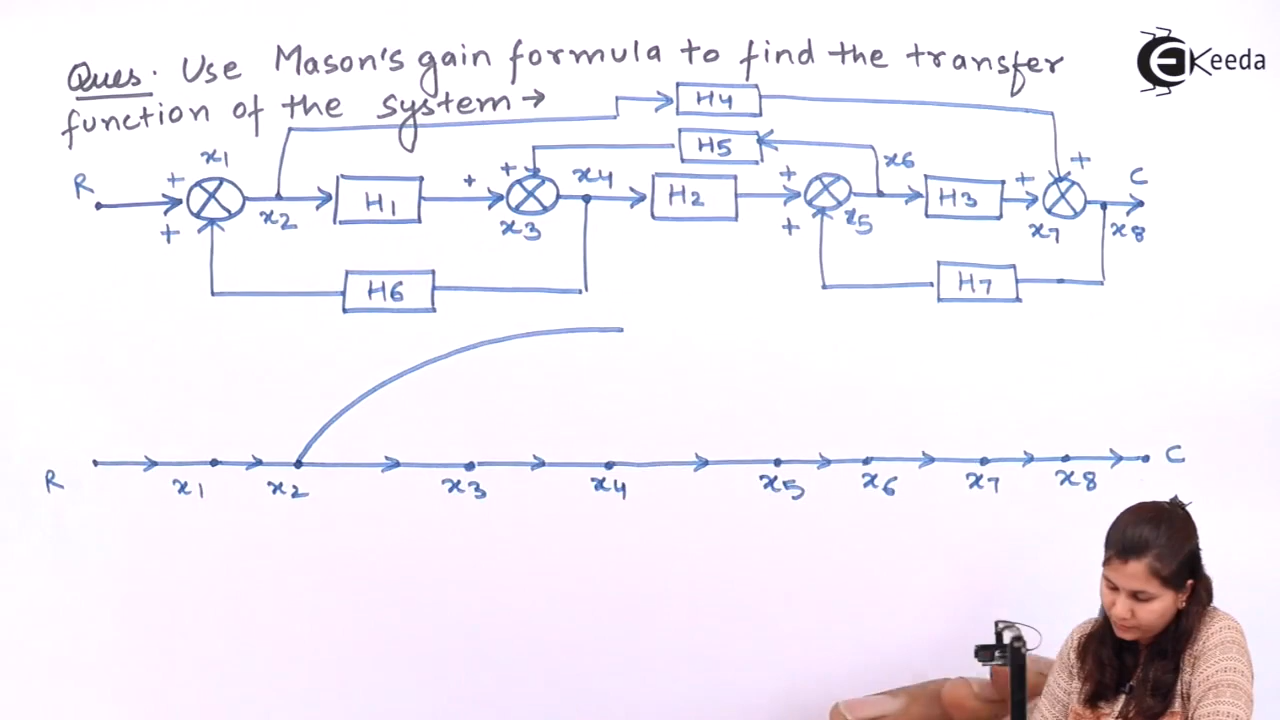 Ques. Use Mason's gain formula to find the transfer
function of the system →
EKeeda
H4
H5
x1
x4
x6
R
+
+
+
+
+
+
C
x2
H1
x3
H2
x5
H3
x7
x8
+
+
H6
H7
R
x1
x2
x3
x4
x5
x6
x7
x8
C